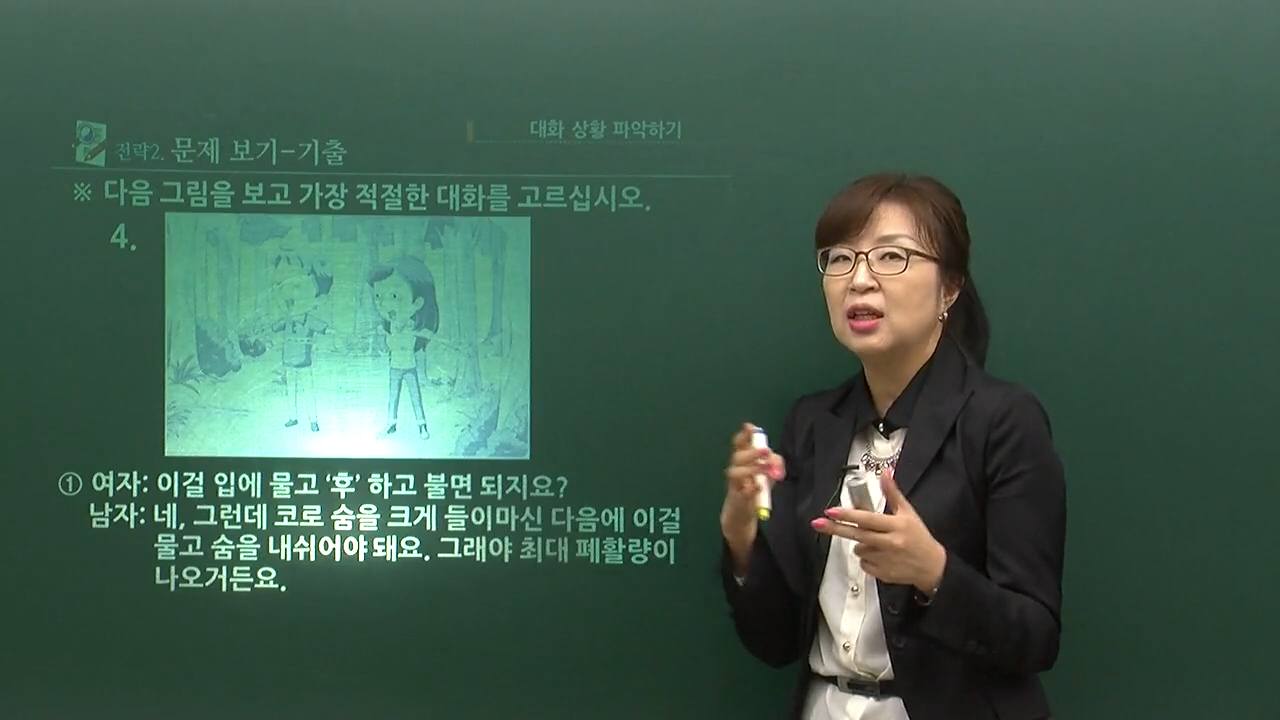 대화 상황 파악하기
전략2. 문제 보기-기출
※ 다음 그림을 보고 가장 적절한 대화를 고르십시오.
4.
① 여자: 이걸 입에 물고 ‘후’ 하고 불면 되지요?
남자: 네, 그런데 코로 숨을 크게 들이마신 다음에 이걸
물고 숨을 내쉬어야 돼요. 그래야 최대 폐활량이
나오거든요.